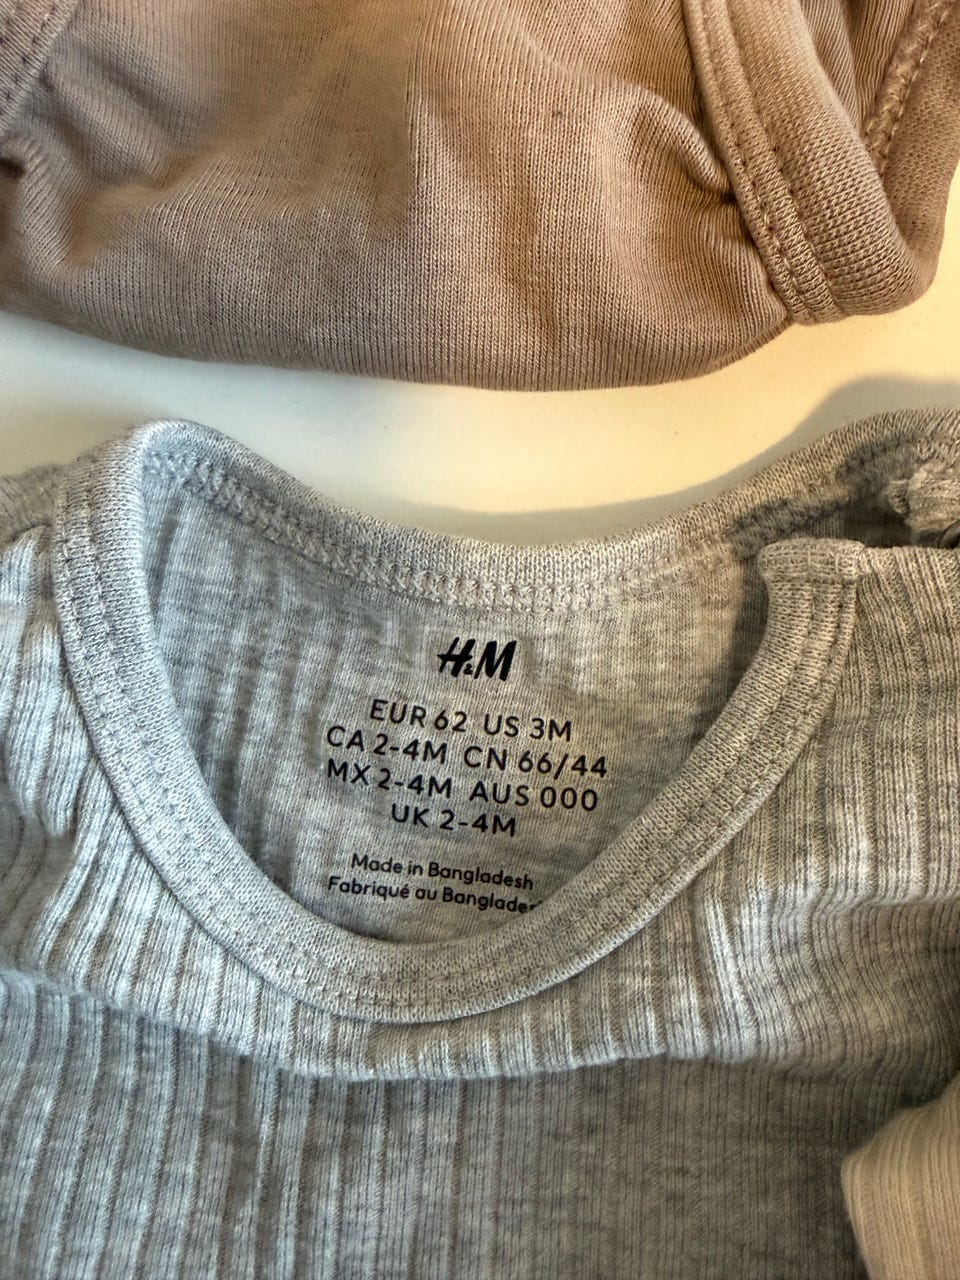 H&M
EUR 62 US 3M
CA 2-4M CN 66/44
MX 2-4M AUS 000
UK 2-4M
Made in Bangladesh
Fabriqué au